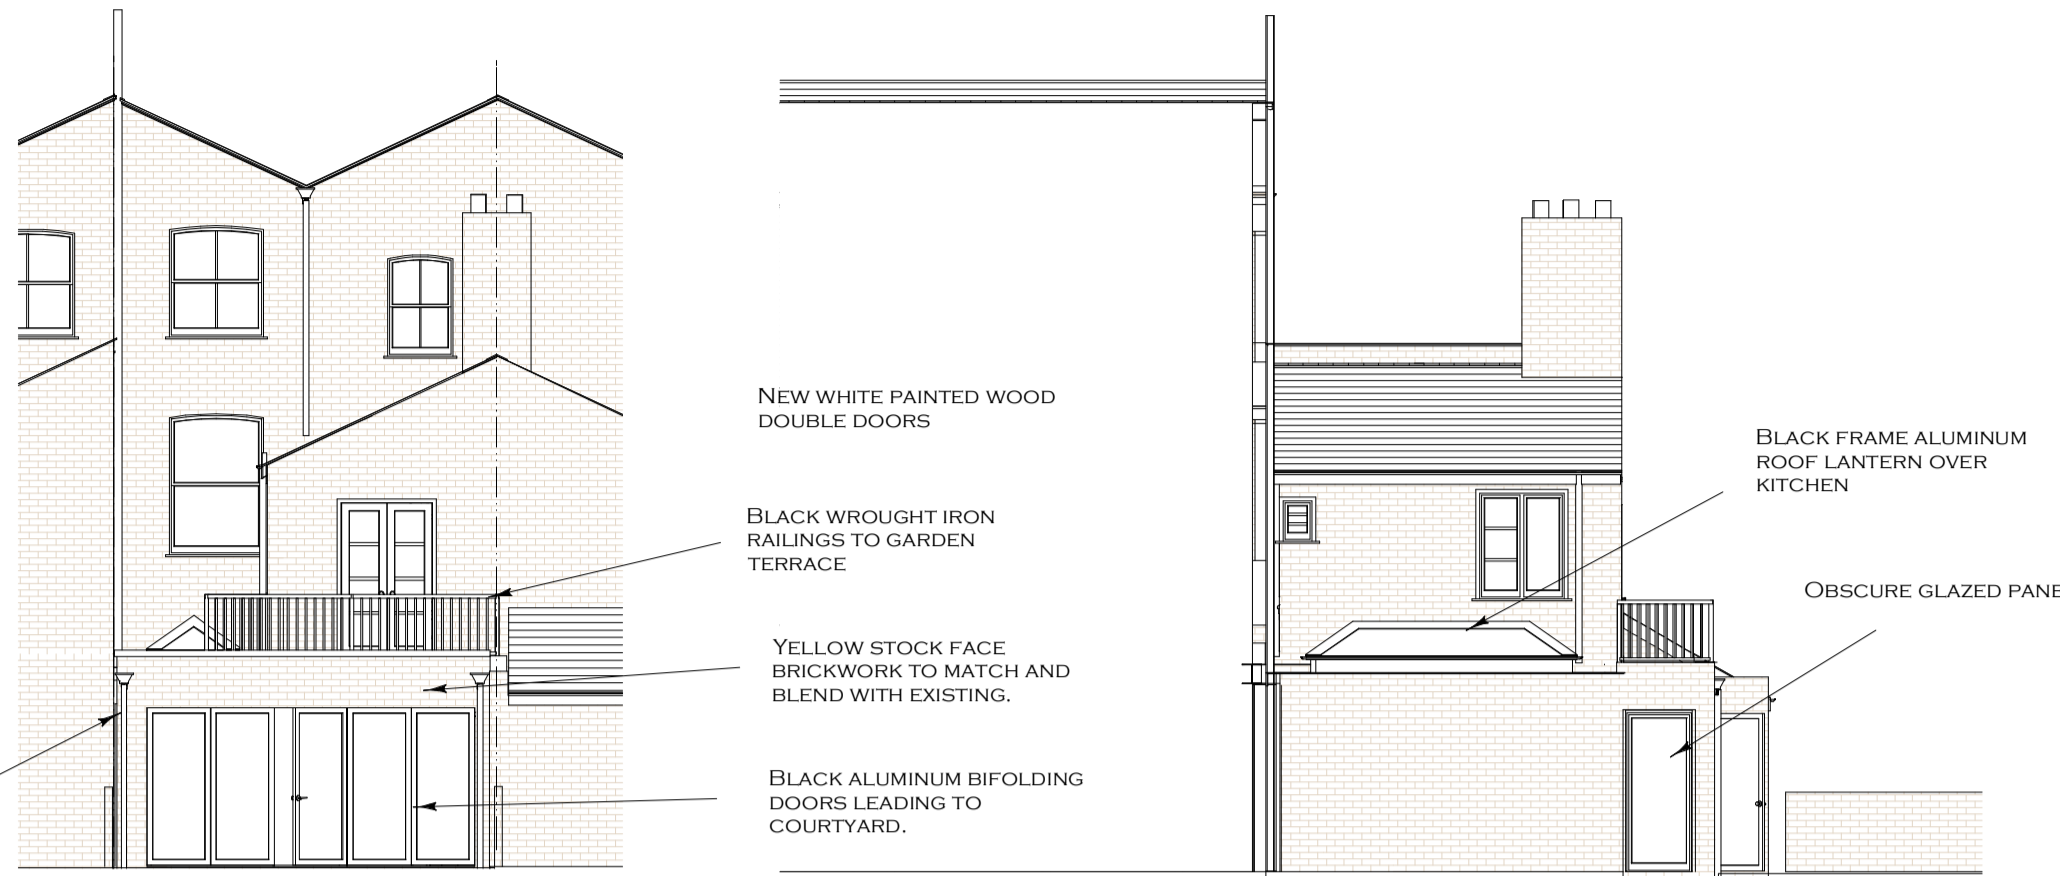 New white painted wood
double doors
Black wrought iron
railings to garden
terrace
Yellow stock face
brickwork to match and
blend with existing.
Black aluminum bifolding
doors leading to
courtyard.
Black frame aluminum
roof lantern over
kitchen
Obscure glazed pane